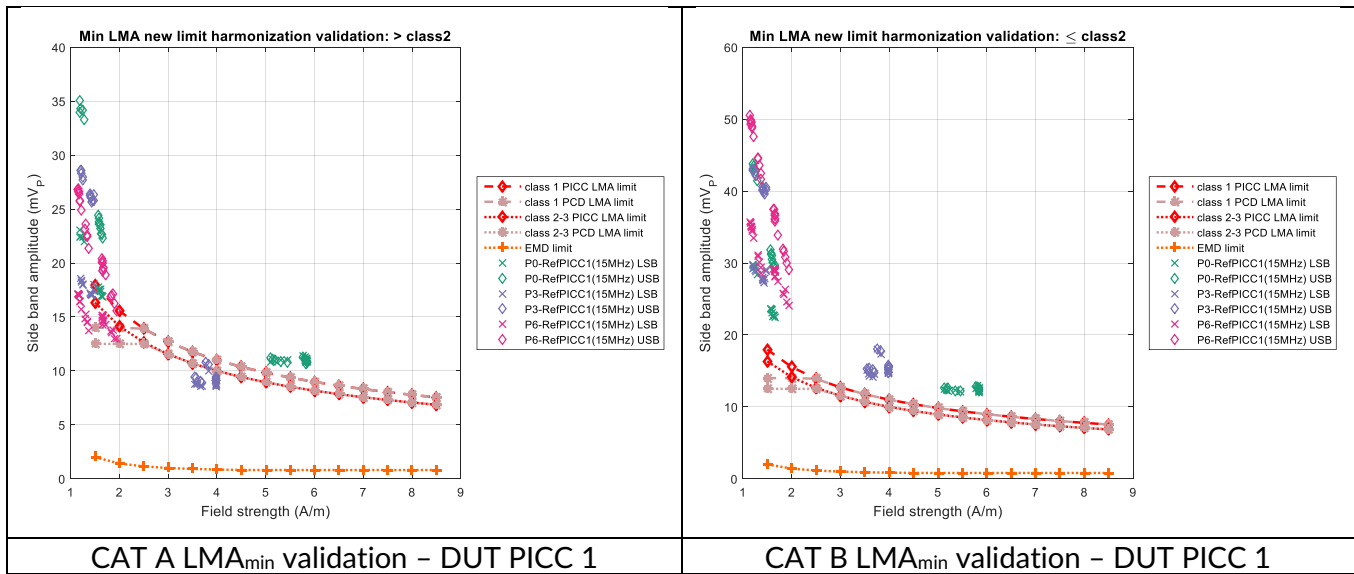 Min LMA new limit harmonization validation: > class2
40
35
30
25
20
15
10
5
0
Side band amplitude (mVP)
1 2 3 4 5 6 7 8 9
Field strength (A/m)
class 1 PICC LMA limit
class 1 PCD LMA limit
class 2-3 PICC LMA limit
class 2-3 PCD LMA limit
EMD limit
P0-RefPICC1(15MHz) LSB
P0-RefPICC1(15MHz) USB
P3-RefPICC1(15MHz) LSB
P3-RefPICC1(15MHz) USB
P6-RefPICC1(15MHz) LSB
P6-RefPICC1(15MHz) USB
CAT A LMAmin validation – DUT PICC 1
Min LMA new limit harmonization validation: ≤ class2
60
50
40
30
20
10
0
Side band amplitude (mVP)
1 2 3 4 5 6 7 8 9
Field strength (A/m)
class 1 PICC LMA limit
class 1 PCD LMA limit
class 2-3 PICC LMA limit
class 2-3 PCD LMA limit
EMD limit
P0-RefPICC1(15MHz) LSB
P0-RefPICC1(15MHz) USB
P3-RefPICC1(15MHz) LSB
P3-RefPICC1(15MHz) USB
P6-RefPICC1(15MHz) LSB
P6-RefPICC1(15MHz) USB
CAT B LMAmin validation – DUT PICC 1